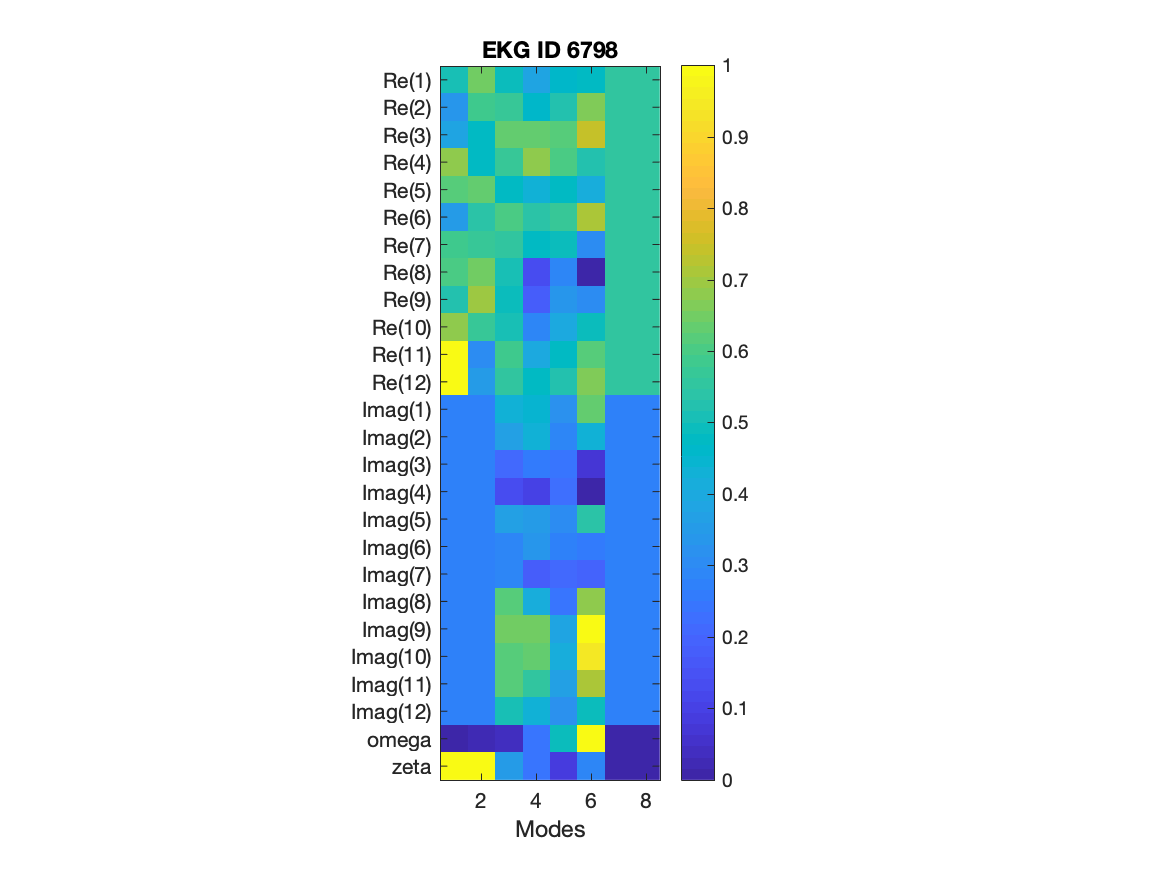 EKG ID 6798
Re(1)
Re(2)
Re(3)
Re(4)
Re(5)
Re(6)
Re(7)
Re(8)
Re(9)
Re(10)
Re(11)
Re(12)
Imag(1)
Imag(2)
Imag(3)
Imag(4)
Imag(5)
Imag(6)
Imag(7)
Imag(8)
Imag(9)
Imag(10)
Imag(11)
Imag(12)
omega
zeta
2 4 6 8
Modes
1
0.9
0.8
0.7
0.6
0.5
0.4
0.3
0.2
0.1
0